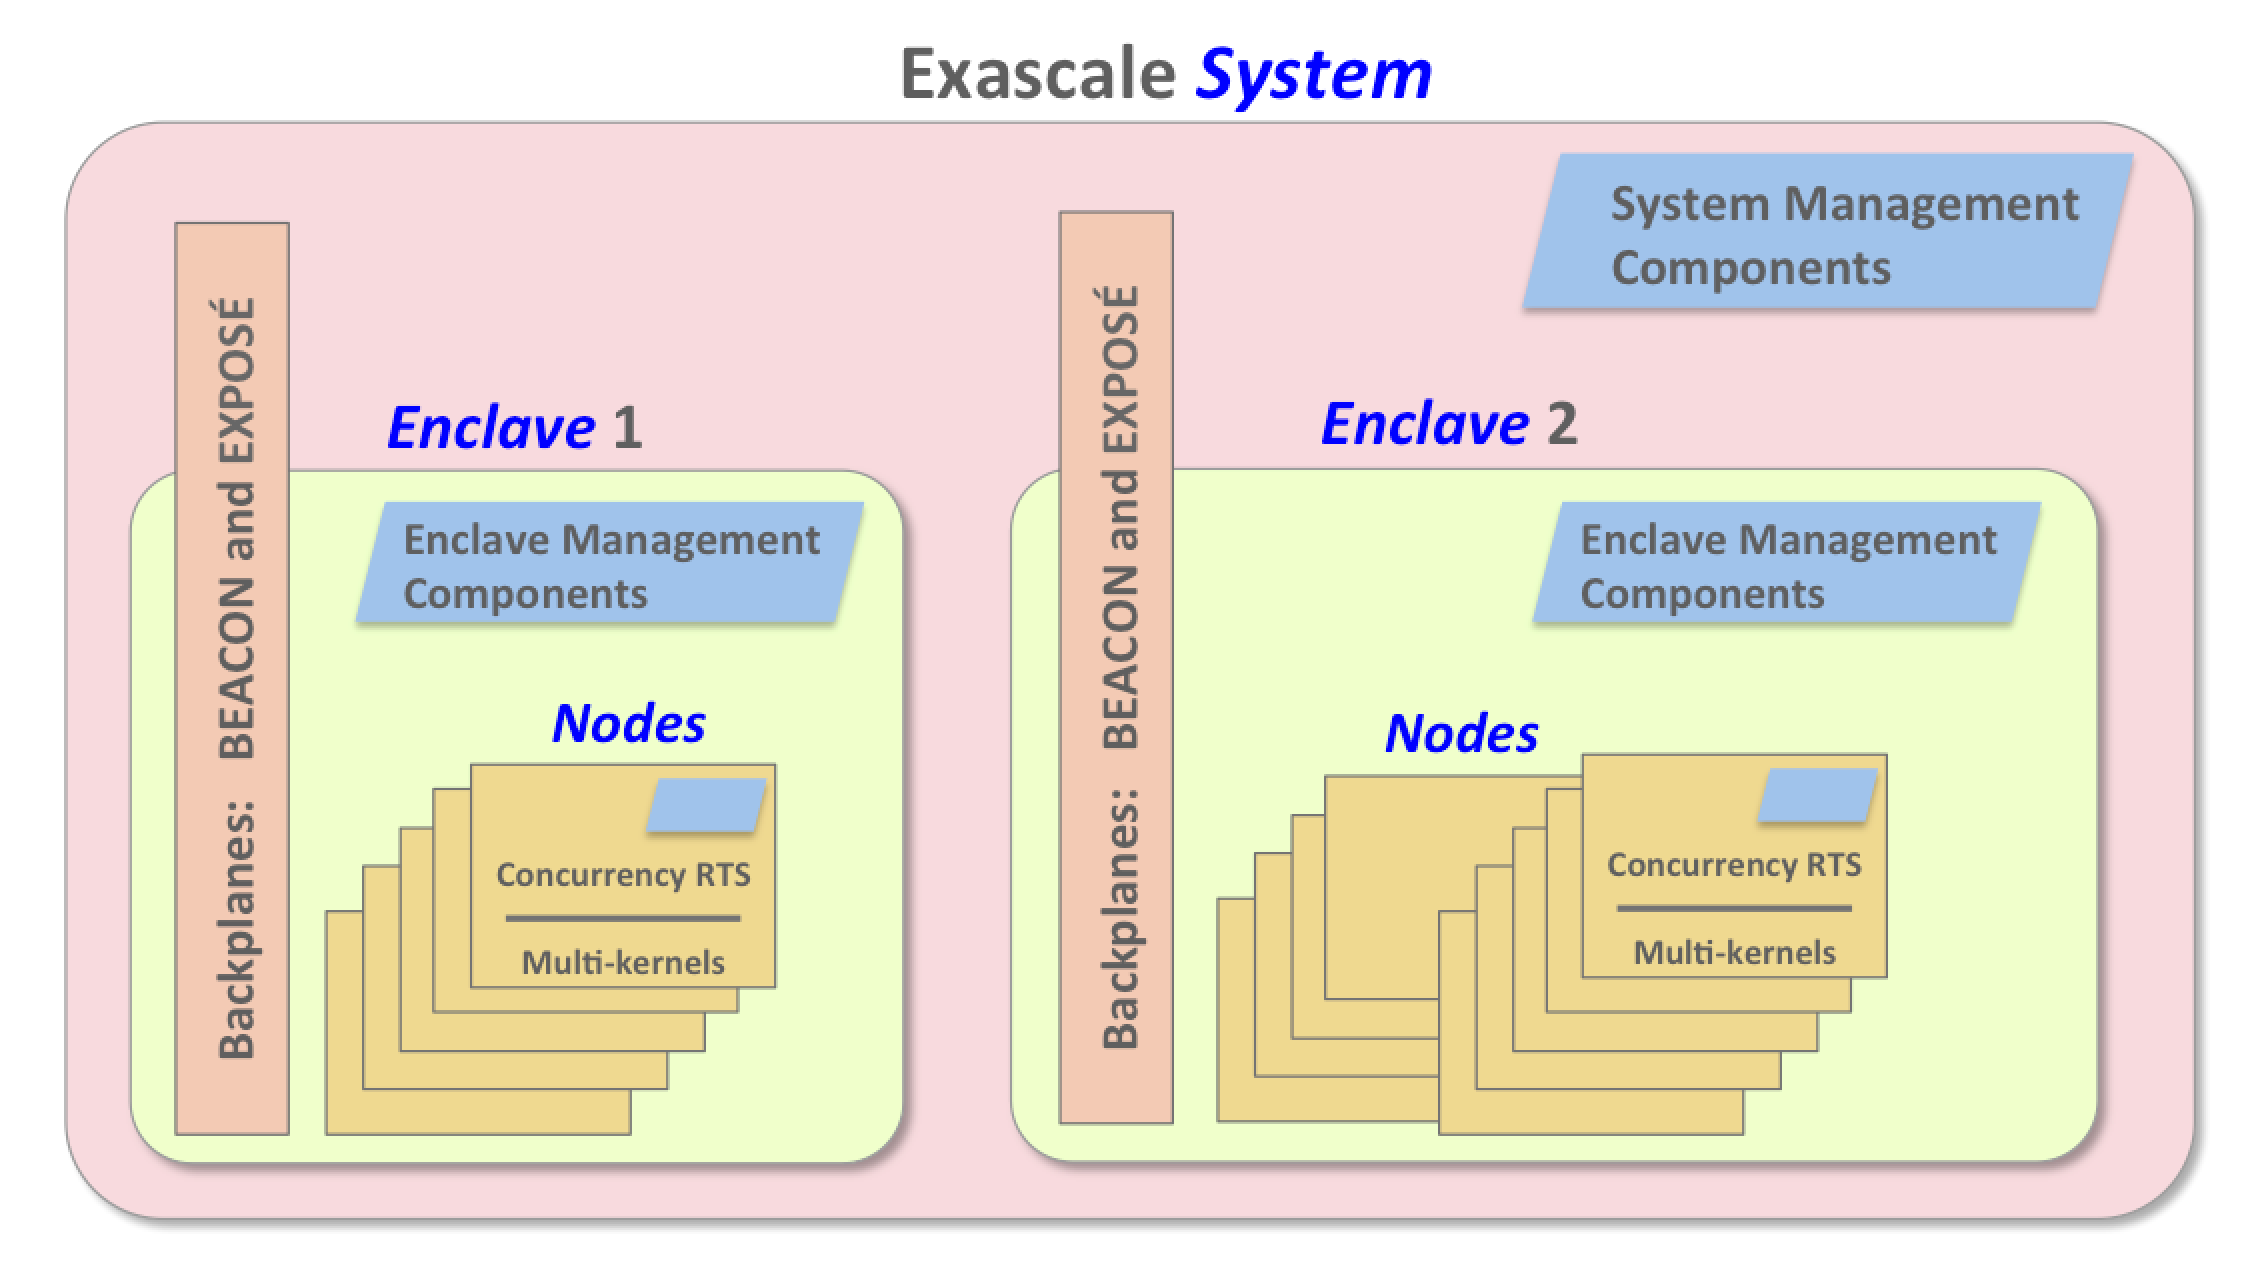 Exascale System
System Management
Components
Backplanes: BEACON and EXPOSÉ
Enclave 1
Enclave Management
Components
Nodes
Concurrency RTS
Multi-kernels
Backplanes: BEACON and EXPOSÉ
Enclave 2
Enclave Management
Components
Nodes
Concurrency RTS
Multi-kernels